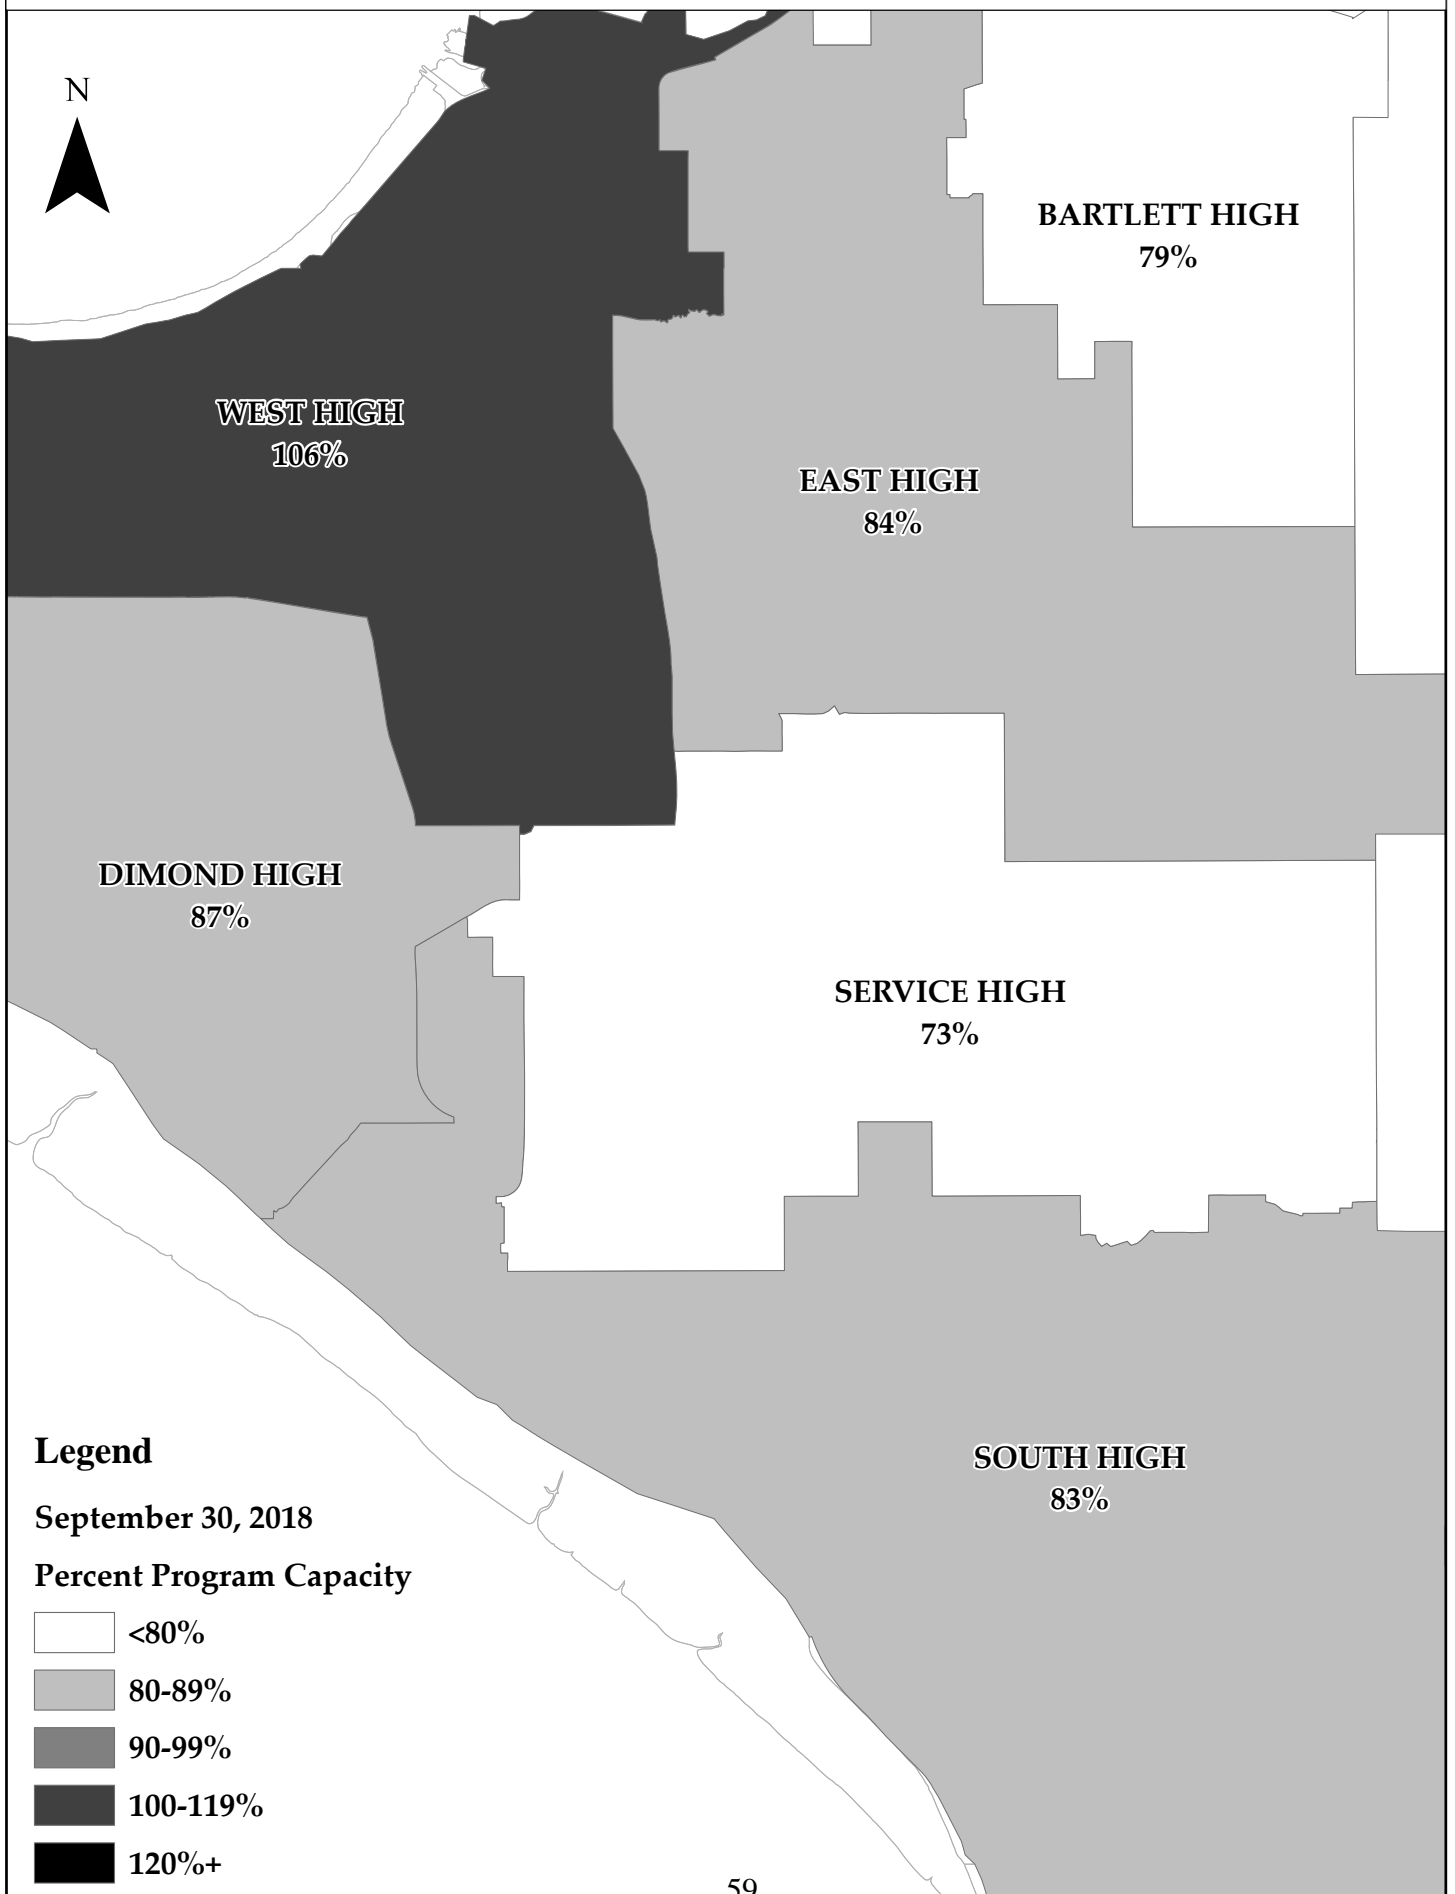 N
BARTLETT HIGH
79%
WEST HIGH
106%
EAST HIGH
84%
DIMOND HIGH
87%
SERVICE HIGH
73%
SOUTH HIGH
83%
Legend
September 30, 2018
Percent Program Capacity
<80%
80-89%
90-99%
100-119%
120%+
59